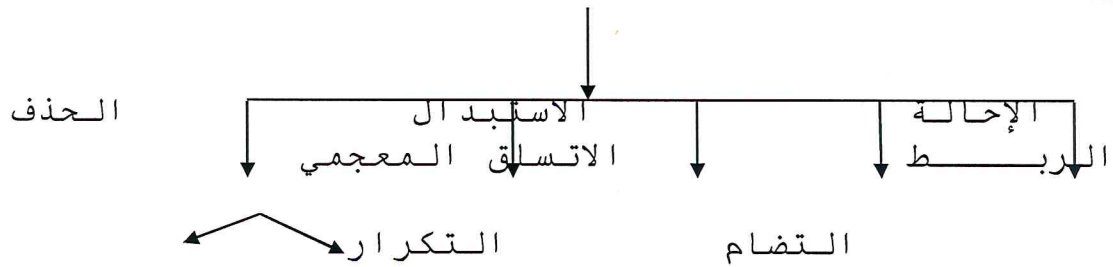 الإحالة الاستبدال الحذف
الربط الاتساق المعجمي
التضام التكرار